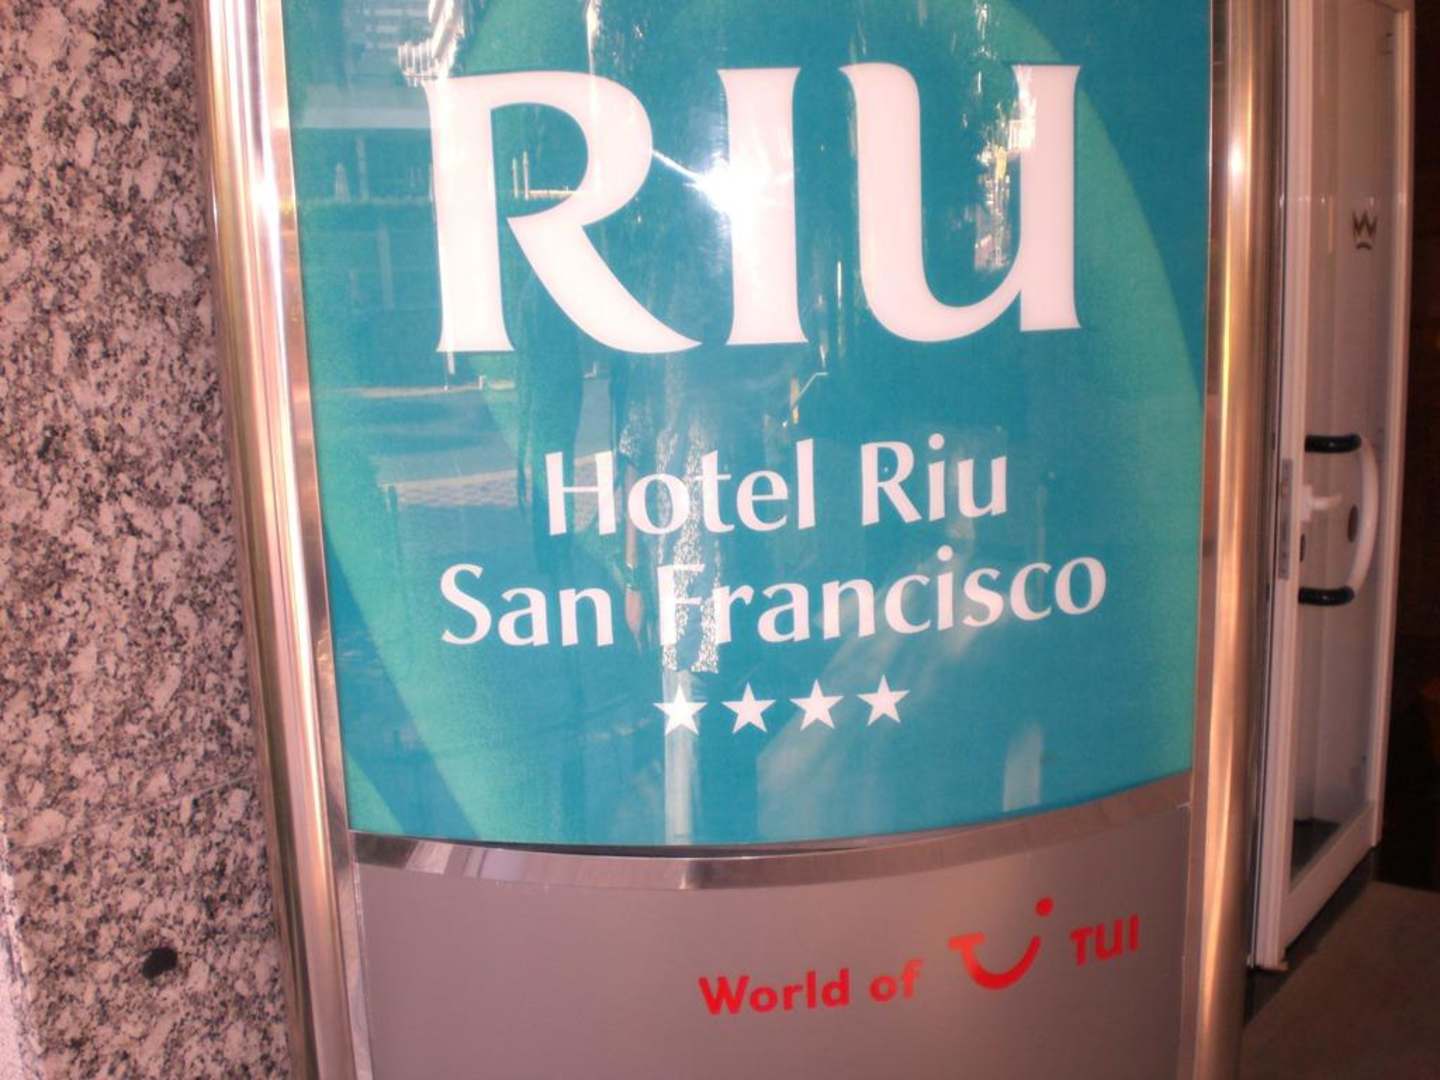 RIU
Hotel Riu
San Francisco
World of TUI